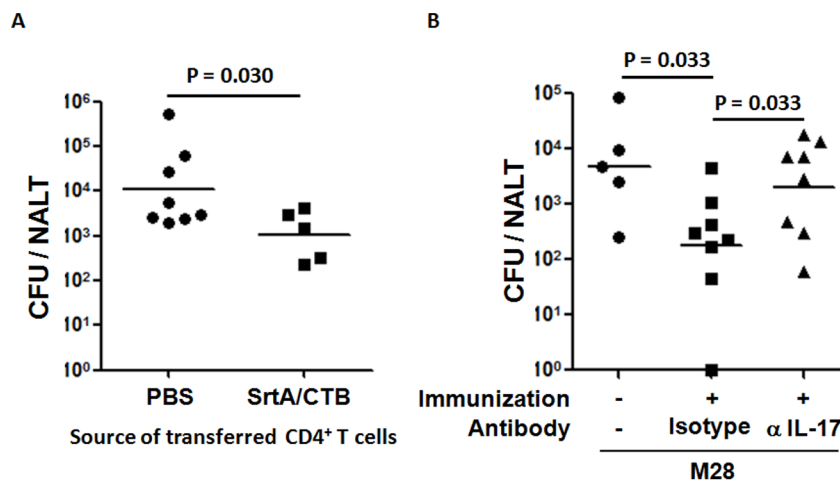 A
P = 0.030
CFU / NALT
10⁶
10⁵
10⁴
10³
10²
10¹
10⁰
PBS SrtA/CTB
Source of transferred CD4⁺ T cells
B
P = 0.033
P = 0.033
CFU / NALT
10⁵
10⁴
10³
10²
10¹
10⁰
Immunization - + +
Antibody - Isotype α IL-17
M28